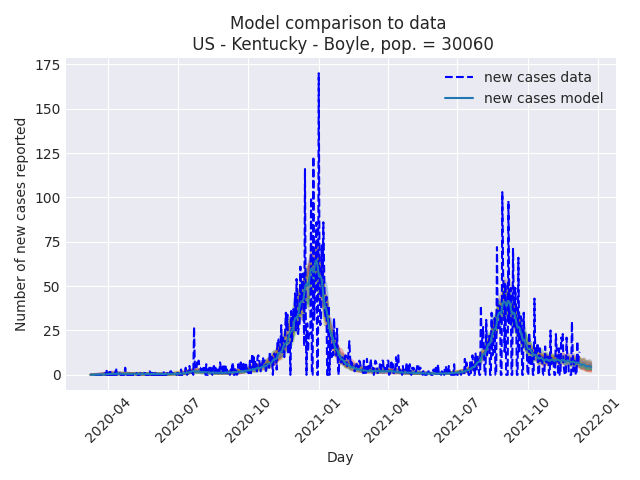 Model comparison to data
US - Kentucky - Boyle, pop. = 30060
new cases data
new cases model
Number of new cases reported
175
150
125
100
75
50
25
0
2020-04
2020-07
2020-10
2021-01
2021-04
2021-07
2021-10
2022-01
Day